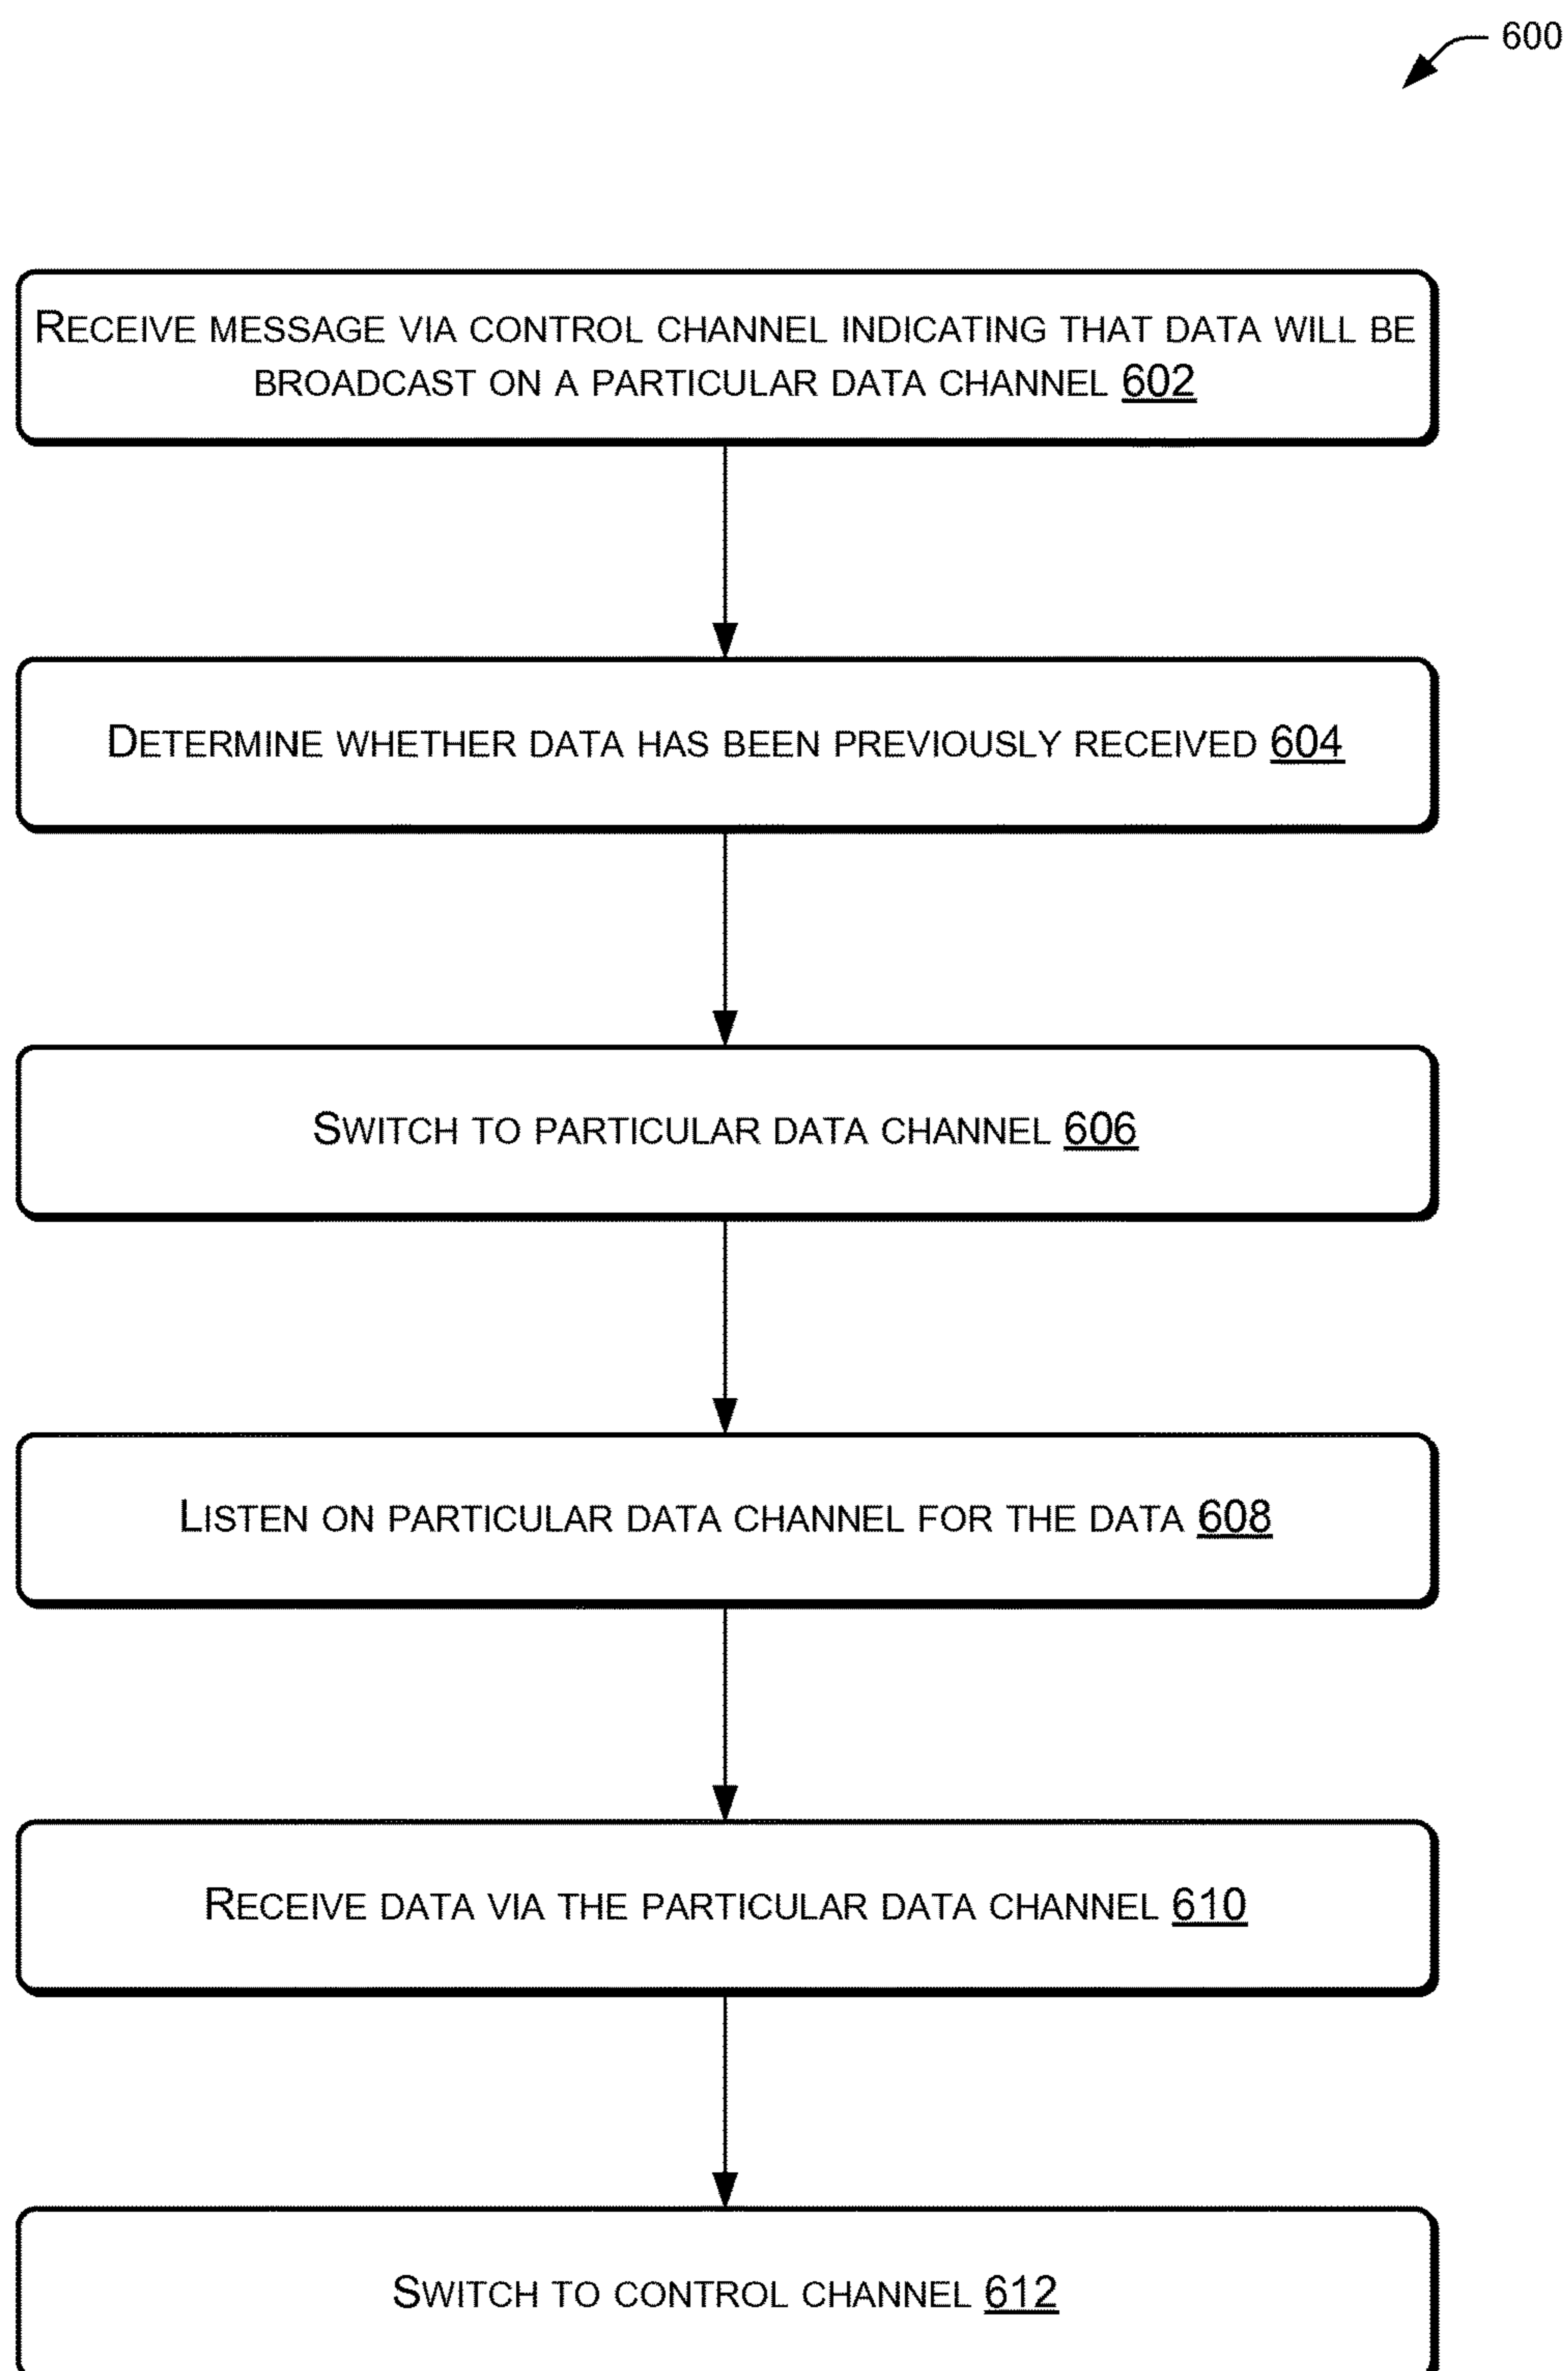 600
RECEIVE MESSAGE VIA CONTROL CHANNEL INDICATING THAT DATA WILL BE
BROADCAST ON A PARTICULAR DATA CHANNEL 602
DETERMINE WHETHER DATA HAS BEEN PREVIOUSLY RECEIVED 604
SWITCH TO PARTICULAR DATA CHANNEL 606
LISTEN ON PARTICULAR DATA CHANNEL FOR THE DATA 608
RECEIVE DATA VIA THE PARTICULAR DATA CHANNEL 610
SWITCH TO CONTROL CHANNEL 612